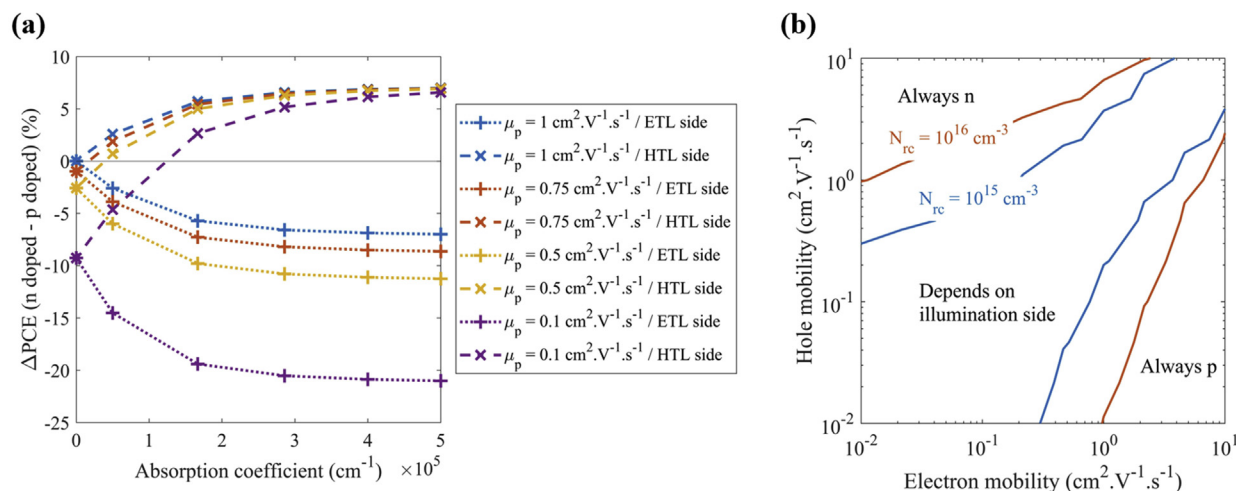 (a)
10
5
0
-5
-10
-15
-20
-25
ΔPCE (n doped - p doped) (%)
0 1 2 3 4 5
Absorption coefficient (cm⁻¹) ×10⁵
μₚ = 1 cm².V⁻¹.s⁻¹ / ETL side
μₚ = 1 cm².V⁻¹.s⁻¹ / HTL side
μₚ = 0.75 cm².V⁻¹.s⁻¹ / ETL side
μₚ = 0.75 cm².V⁻¹.s⁻¹ / HTL side
μₚ = 0.5 cm².V⁻¹.s⁻¹ / ETL side
μₚ = 0.5 cm².V⁻¹.s⁻¹ / HTL side
μₚ = 0.1 cm².V⁻¹.s⁻¹ / ETL side
μₚ = 0.1 cm².V⁻¹.s⁻¹ / HTL side
(b)
10¹
10⁰
10⁻¹
10⁻²
Hole mobility (cm².V⁻¹.s⁻¹)
Always n
N_rc = 10¹⁶ cm⁻³
N_rc = 10¹⁵ cm⁻³
Depends on
illumination side
Always p
10⁻² 10⁻¹ 10⁰ 10¹
Electron mobility (cm².V⁻¹.s⁻¹)